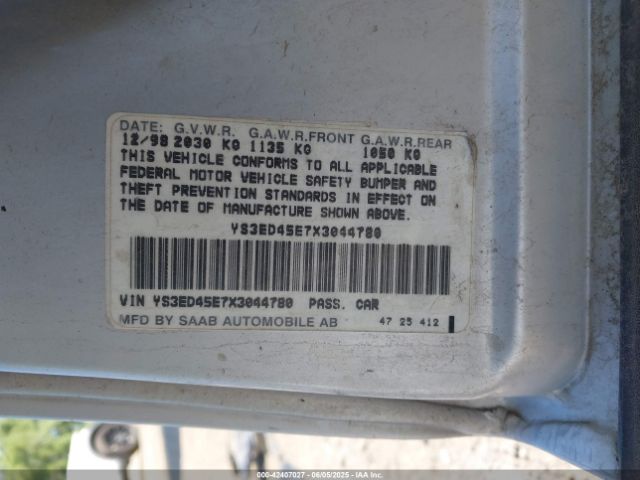 DATE: G.V.W.R. G.A.W.R.FRONT G.A.W.R.REAR
12/98 2030 KG 1135 KG 1050 KG
THIS VEHICLE CONFORMS TO ALL APPLICABLE
FEDERAL MOTOR VEHICLE SAFETY BUMPER AND
THEFT PREVENTION STANDARDS IN EFFECT ON
THE DATE OF MANUFACTURE SHOWN ABOVE.
YS3ED45E7X3044780
VIN YS3ED45E7X3044780 PASS. CAR
MFD BY SAAB AUTOMOBILE AB 47 25 412
000-42407027 - 06/05/2025 - IAAI.COM